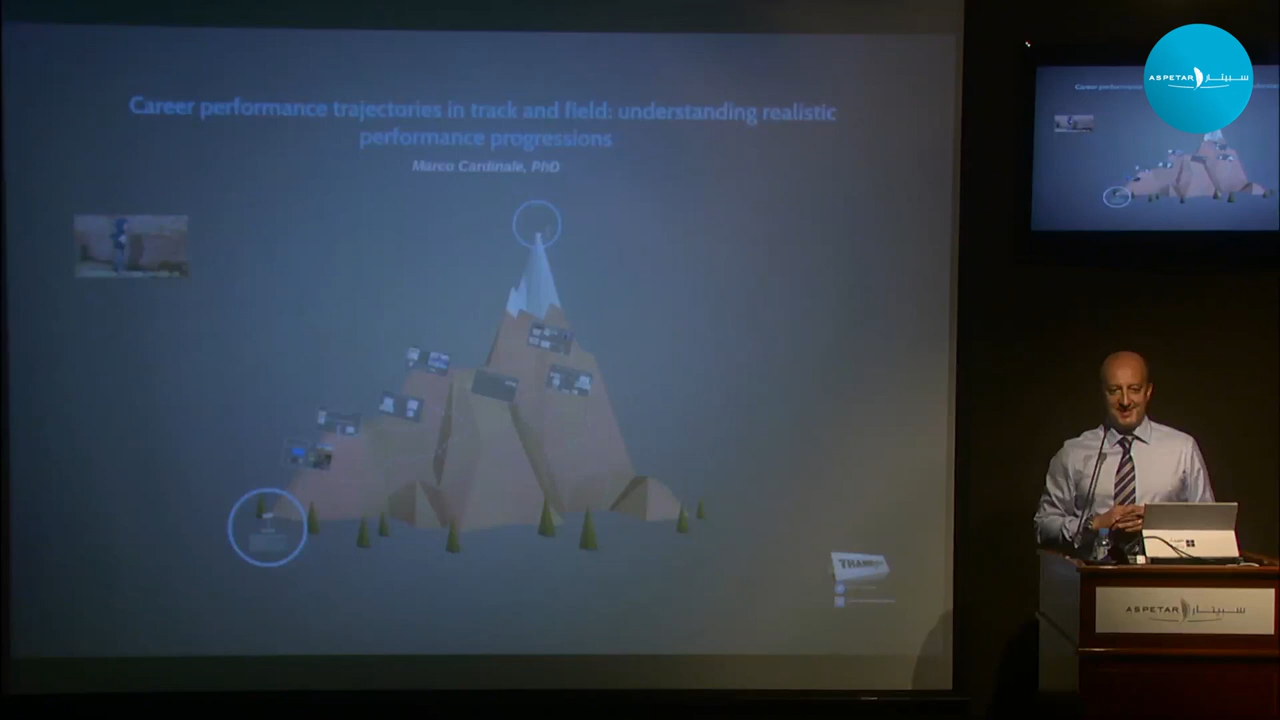 Career performance trajectories in track and field: understanding realistic
performance progressions
Marco Cardinale, PhD
ASPETAR سبيتار
ASPETAR سبيتار